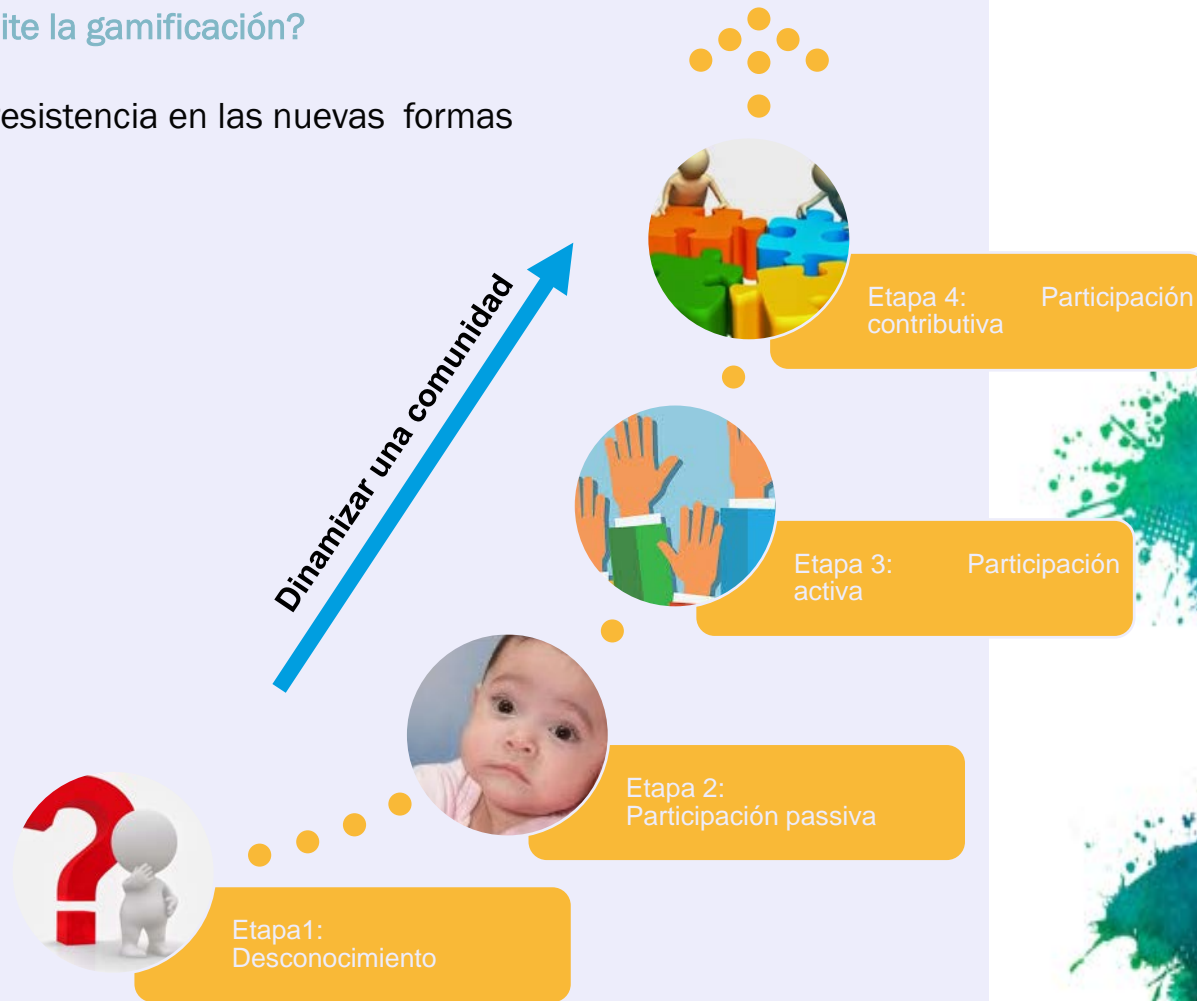 ite la gamificación?
esistencia en las nuevas formas
Dinamizar una comunidad
Etapa 4: Participación
contributiva
Etapa 3: Participación
activa
Etapa 2:
Participación passiva
Etapa1:
Desconocimiento